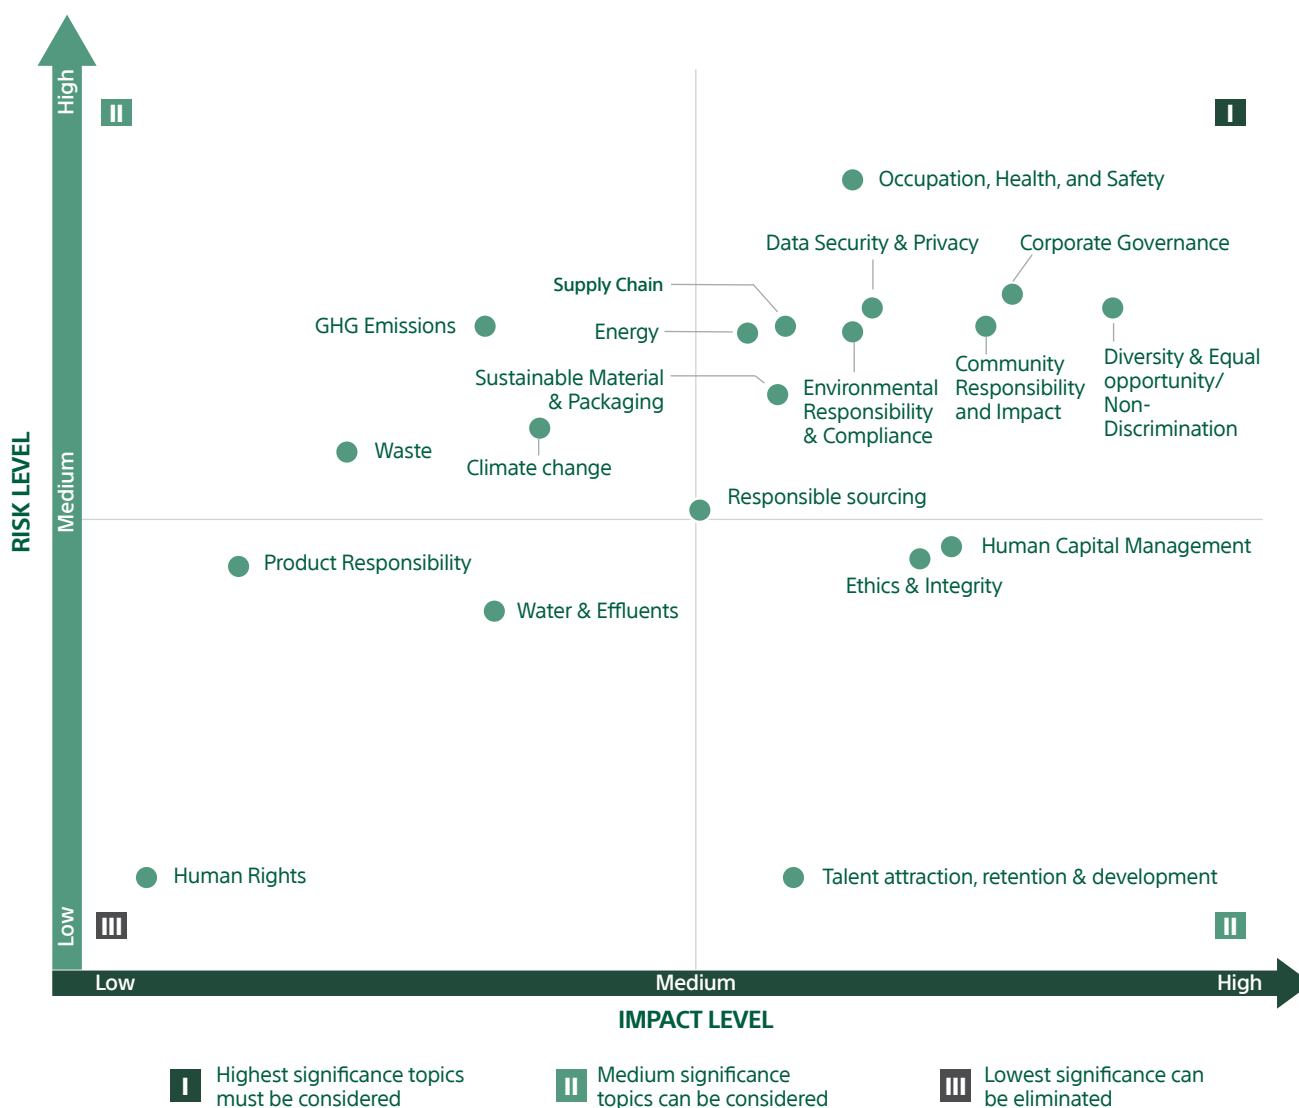 High
II
I
Occupation, Health, and Safety
Data Security & Privacy
Corporate Governance
Supply Chain
GHG Emissions
Energy
Sustainable Material
& Packaging
Environmental
Responsibility
& Compliance
Community
Responsibility
and Impact
Diversity & Equal
opportunity/
Non-
Discrimination
Waste
Climate change
RISK LEVEL
Medium
Responsible sourcing
Human Capital Management
Ethics & Integrity
Product Responsibility
Water & Effluents
Human Rights
Talent attraction, retention & development
Low
III
II
Low
Medium
High
IMPACT LEVEL
I
Highest significance topics
must be considered
II
Medium significance
topics can be considered
III
Lowest significance can
be eliminated